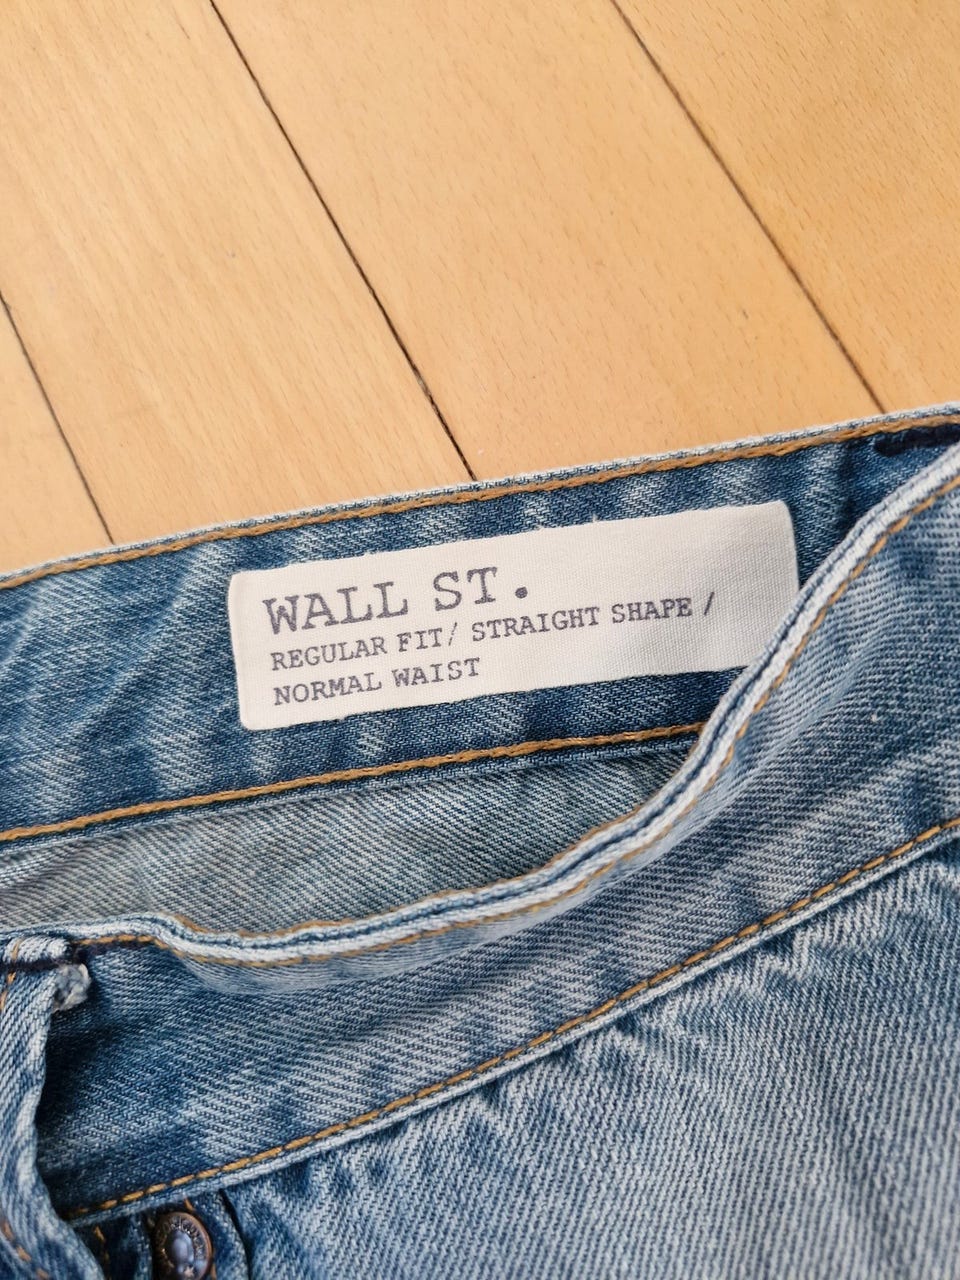 WALL ST.
REGULAR FIT/ STRAIGHT SHAPE /
NORMAL WAIST